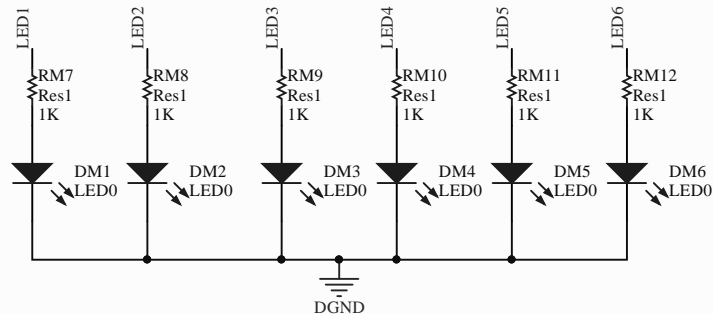 LED1 LED2 LED3 LED4 LED5 LED6
RM7 RM8 RM9 RM10 RM11 RM12
Res1 Res1 Res1 Res1 Res1 Res1
1K 1K 1K 1K 1K 1K
DM1 DM2 DM3 DM4 DM5 DM6
LED0 LED0 LED0 LED0 LED0 LED0
DGND